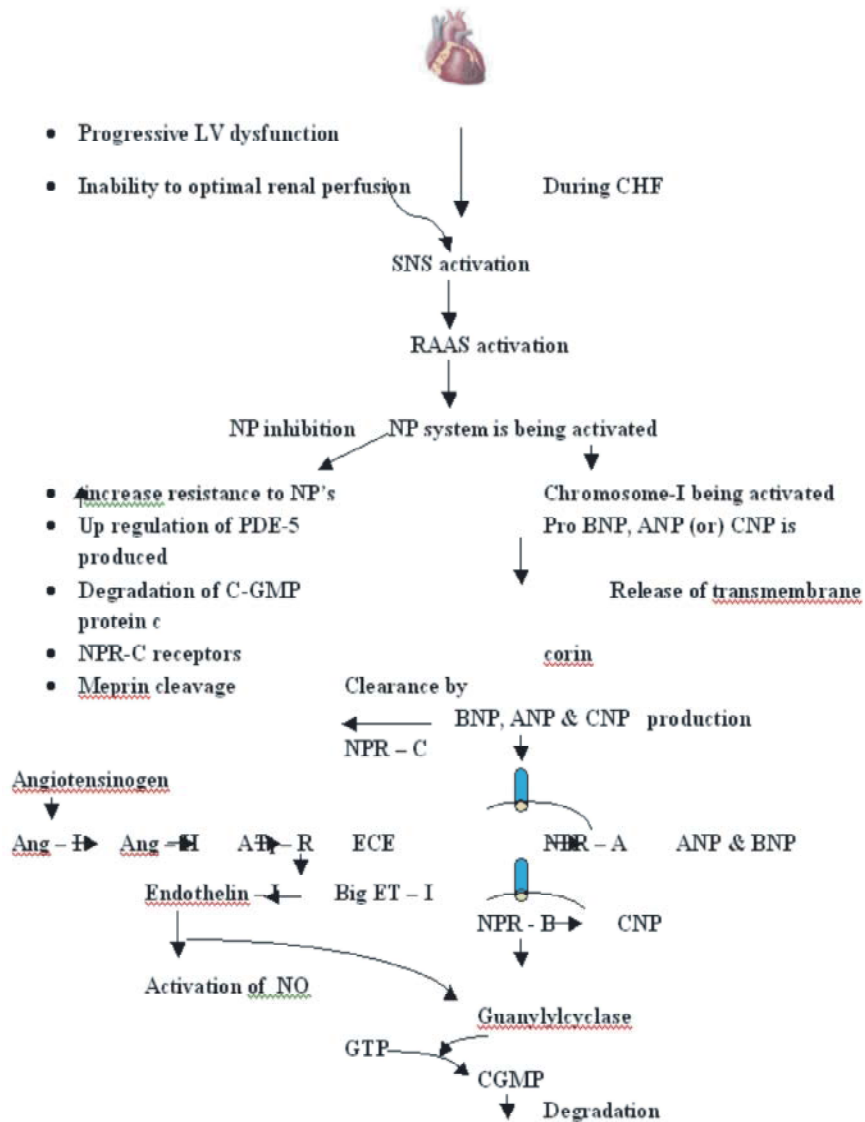 • Progressive LV dysfunction
• Inability to optimal renal perfusion
During CHF
SNS activation
RAAS activation
NP inhibition
NP system is being activated
• increase resistance to NP's
Chromosome-I being activated
• Up regulation of PDE-5
Pro BNP, ANP (or) CNP is
produced
• Degradation of C-GMP
Release of transmembrane
protein c
• NPR-C receptors
corin
• Meprin cleavage
Clearance by
BNP, ANP & CNP production
NPR – C
Angiotensinogen
Ang – I
Ang – II
– R
ECE
NPR – A
ANP & BNP
Endothelin – I
Big ET – I
NPR - B
CNP
Activation of NO
Guanylylcyclase
GTP
CGMP
Degradation